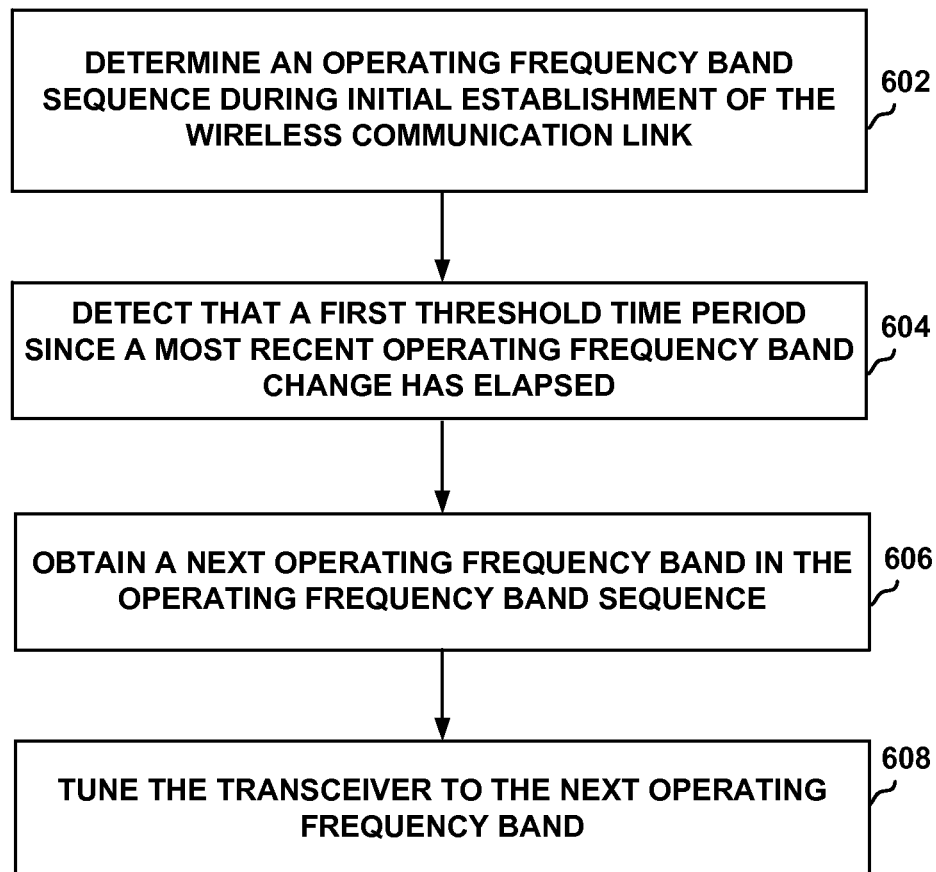 DETERMINE AN OPERATING FREQUENCY BAND
SEQUENCE DURING INITIAL ESTABLISHMENT OF THE
WIRELESS COMMUNICATION LINK
602
DETECT THAT A FIRST THRESHOLD TIME PERIOD
SINCE A MOST RECENT OPERATING FREQUENCY BAND
CHANGE HAS ELAPSED
604
OBTAIN A NEXT OPERATING FREQUENCY BAND IN THE
OPERATING FREQUENCY BAND SEQUENCE
606
TUNE THE TRANSCEIVER TO THE NEXT OPERATING
FREQUENCY BAND
608